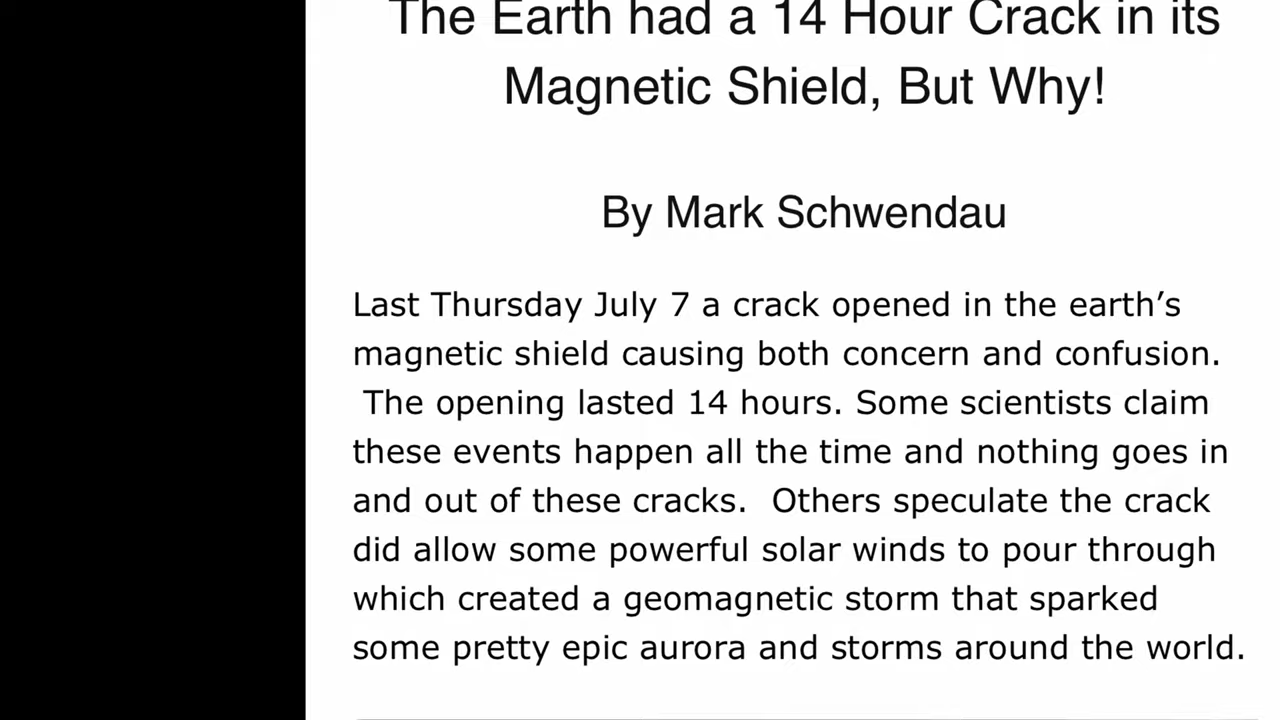 The Earth had a 14 Hour Crack in its
Magnetic Shield, But Why!
By Mark Schwendau
Last Thursday July 7 a crack opened in the earth’s
magnetic shield causing both concern and confusion.
The opening lasted 14 hours. Some scientists claim
these events happen all the time and nothing goes in
and out of these cracks.  Others speculate the crack
did allow some powerful solar winds to pour through
which created a geomagnetic storm that sparked
some pretty epic aurora and storms around the world.